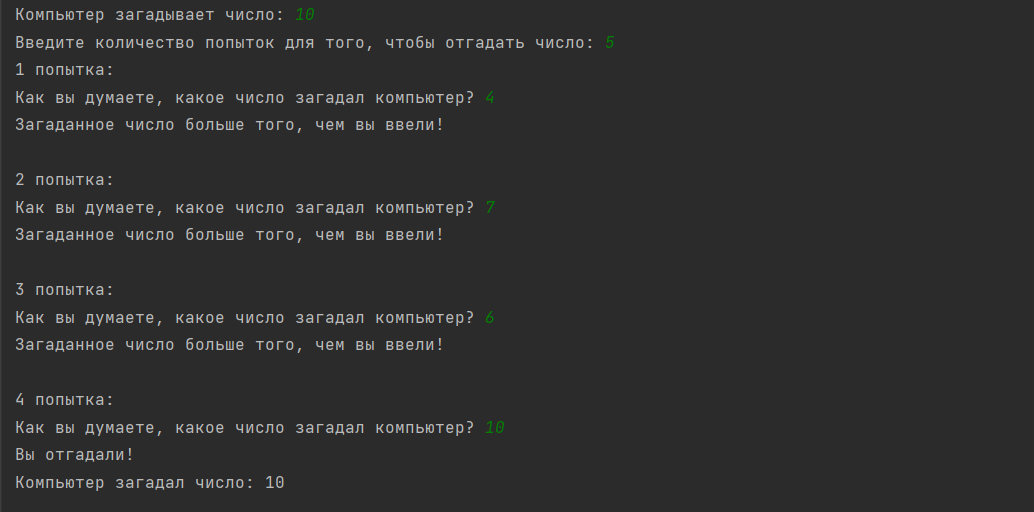 Компьютер загадывает число: 10
Введите количество попыток для того, чтобы отгадать число: 5
1 попытка:
Как вы думаете, какое число загадал компьютер? 4
Загаданное число больше того, чем вы ввели!
2 попытка:
Как вы думаете, какое число загадал компьютер? 7
Загаданное число больше того, чем вы ввели!
3 попытка:
Как вы думаете, какое число загадал компьютер? 6
Загаданное число больше того, чем вы ввели!
4 попытка:
Как вы думаете, какое число загадал компьютер? 10
Вы отгадали!
Компьютер загадал число: 10